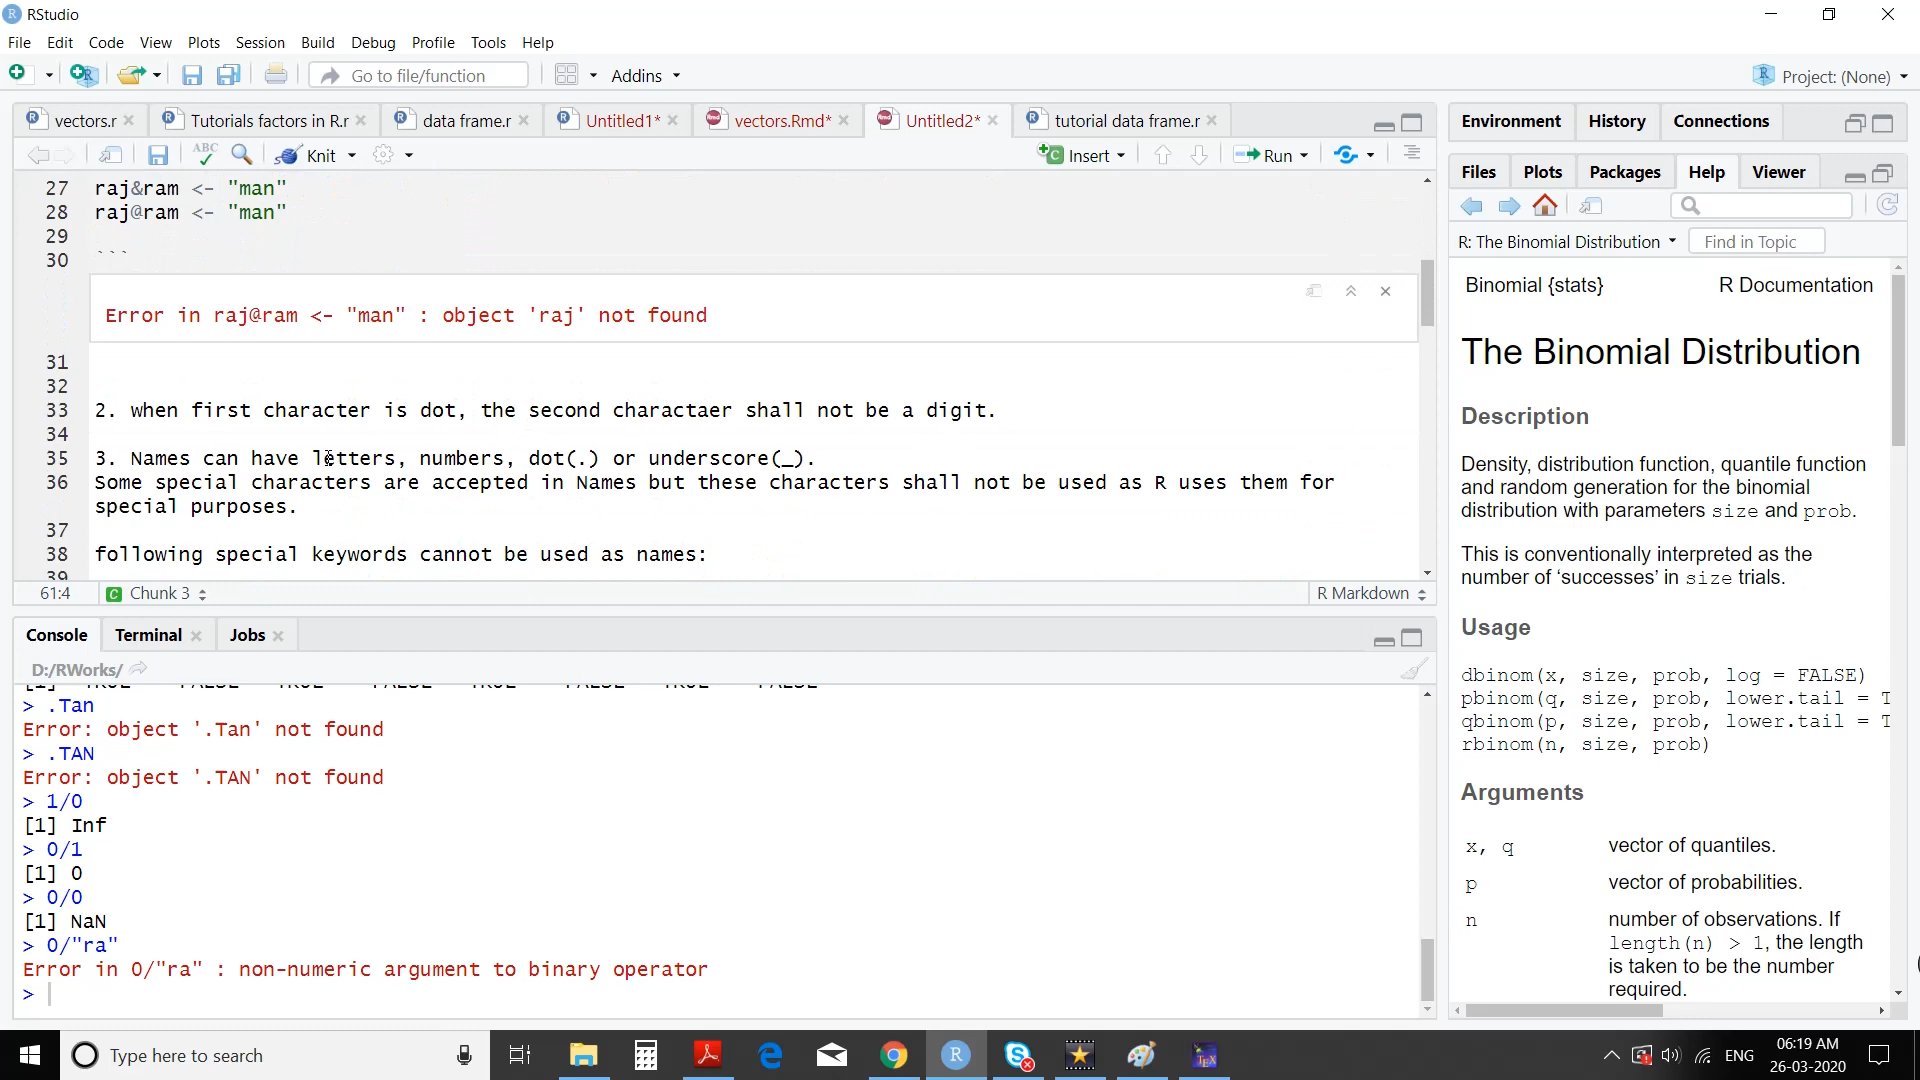 RStudio
File Edit Code View Plots Session Build Debug Profile Tools Help
Go to file/function Addins Project: (None)
vectors.r Tutorials factors in R.r data frame.r Untitled1* vectors.Rmd* Untitled2* tutorial data frame.r
ABC Knit Insert Run
27 raj&ram <- "man"
28 raj@ram <- "man"
29
30 ```
Error in raj@ram <- "man" : object 'raj' not found
31
32
33 2. when first character is dot, the second charactaer shall not be a digit.
34
35 3. Names can have letters, numbers, dot(.) or underscore(_).
36 Some special characters are accepted in Names but these characters shall not be used as R uses them for
special purposes.
37
38 following special keywords cannot be used as names:
39
61:4 Chunk 3 R Markdown
Console Terminal Jobs
D:/RWorks/
[1] TRUE FALSE TRUE FALSE TRUE FALSE TRUE FALSE
> .Tan
Error: object '.Tan' not found
> .TAN
Error: object '.TAN' not found
> 1/0
[1] Inf
> 0/1
[1] 0
> 0/0
[1] NaN
> 0/"ra"
Error in 0/"ra" : non-numeric argument to binary operator
>
Environment History Connections
Files Plots Packages Help Viewer
R: The Binomial Distribution Find in Topic
Binomial {stats} R Documentation
The Binomial Distribution
Description
Density, distribution function, quantile function
and random generation for the binomial
distribution with parameters size and prob.
This is conventionally interpreted as the
number of ‘successes’ in size trials.
Usage
dbinom(x, size, prob, log = FALSE)
pbinom(q, size, prob, lower.tail = T
qbinom(p, size, prob, lower.tail = T
rbinom(n, size, prob)
Arguments
x, q vector of quantiles.
p vector of probabilities.
n number of observations. If
length(n) > 1, the length
is taken to be the number
required.
Type here to search
ENG 06:19 AM
26-03-2020